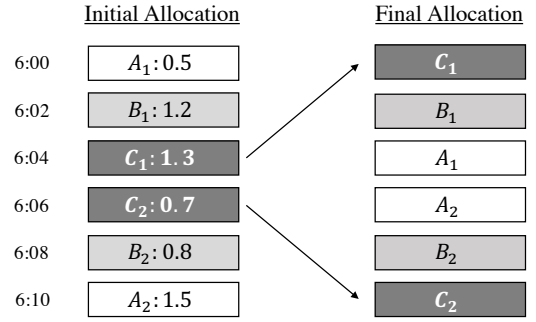 Initial Allocation Final Allocation
6:00 A₁: 0.5 C₁
6:02 B₁: 1.2 B₁
6:04 C₁: 1.3 A₁
6:06 C₂: 0.7 A₂
6:08 B₂: 0.8 B₂
6:10 A₂: 1.5 C₂